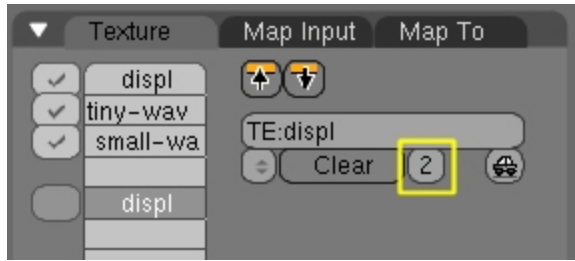 Texture Map Input Map To
displ
tiny-wav
small-wa
TE:displ
Clear 2
displ